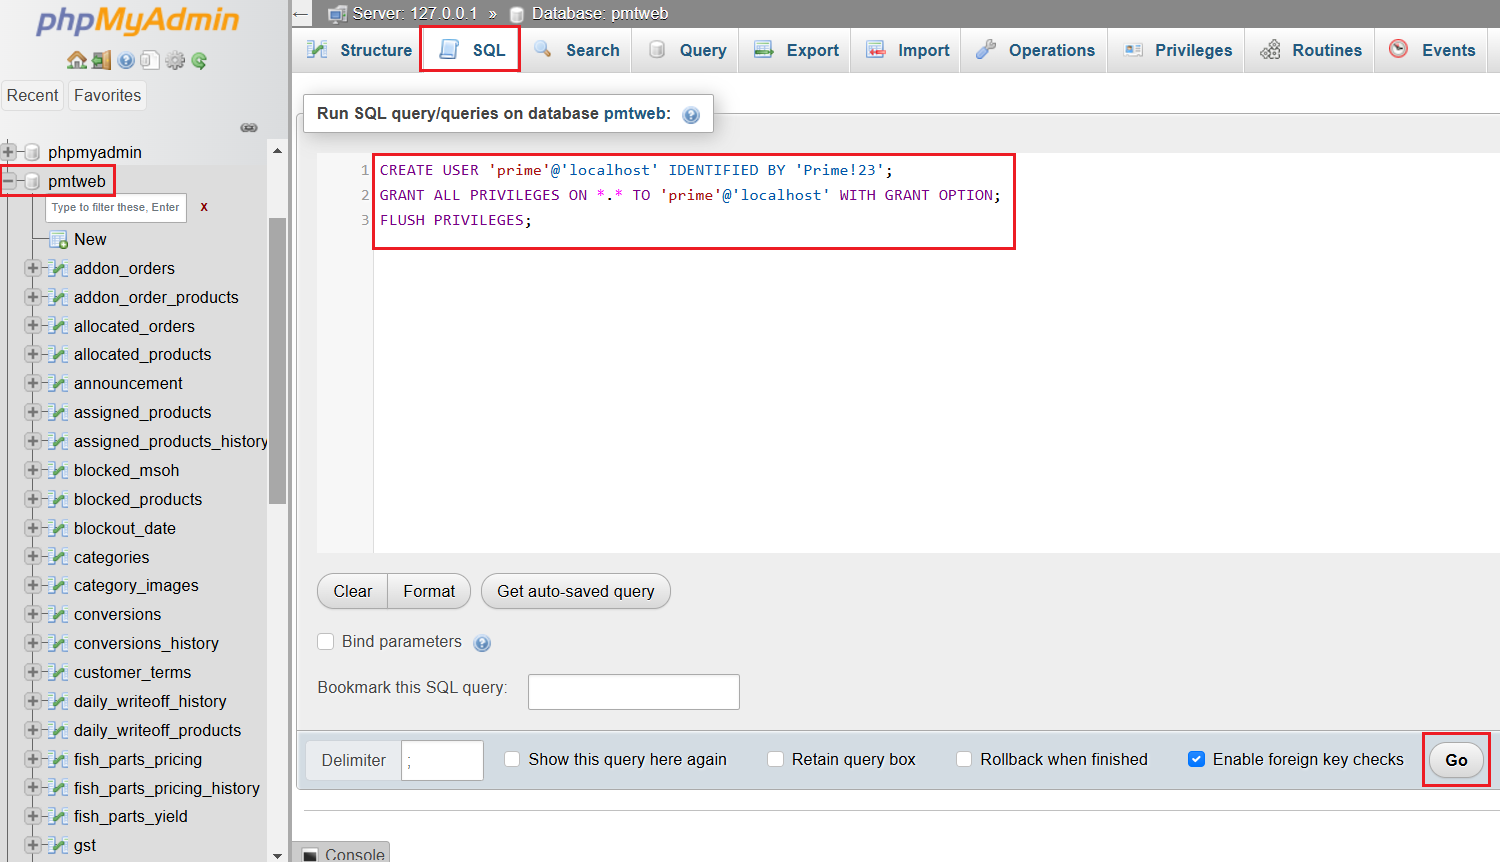 phpMyAdmin
Recent
Favorites
phpmyadmin
pmtweb
Type to filter these, Enter
X
New
addon_orders
addon_order_products
allocated_orders
allocated_products
announcement
assigned_products
assigned_products_history
blocked_msoh
blocked_products
blockout_date
categories
category_images
conversions
conversions_history
customer_terms
daily_writeoff_history
daily_writeoff_products
fish_parts_pricing
fish_parts_pricing_history
fish_parts_yield
gst
← Server: 127.0.0.1 » Database: pmtweb
Structure
SQL
Search
Query
Export
Import
Operations
Privileges
Routines
Events
Run SQL query/queries on database pmtweb:
1 CREATE USER 'prime'@'localhost' IDENTIFIED BY 'Prime!23';
2 GRANT ALL PRIVILEGES ON *.* TO 'prime'@'localhost' WITH GRANT OPTION;
3 FLUSH PRIVILEGES;
Clear
Format
Get auto-saved query
Bind parameters
Bookmark this SQL query:
Delimiter
;
Show this query here again
Retain query box
Rollback when finished
Enable foreign key checks
Go
Console